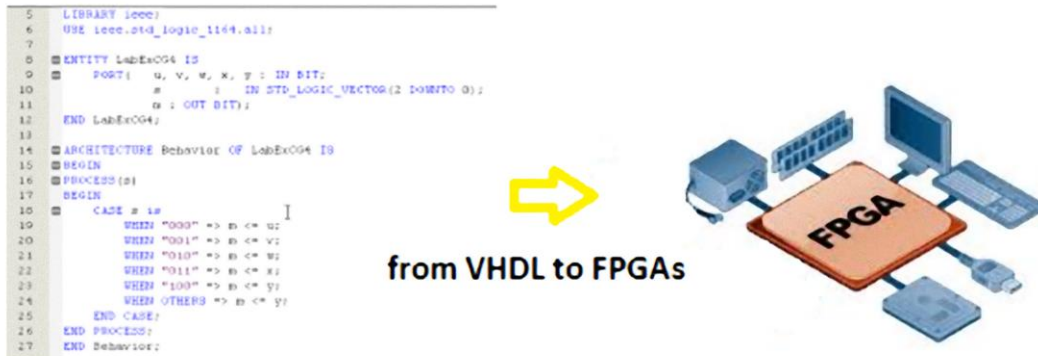 5 LIBRARY ieee;
6 USE ieee.std_logic_1164.all;
7
8 ENTITY LabExCG4 IS
9 PORT( u, v, w, x, y : IN BIT;
10 s : IN STD_LOGIC_VECTOR(2 DOWNTO 0);
11 m : OUT BIT);
12 END LabExCG4;
13
14 ARCHITECTURE Behavior OF LabExCG4 IS
15 BEGIN
16 PROCESS(s)
17 BEGIN
18 CASE s is
19 WHEN "000" => m <= u;
20 WHEN "001" => m <= v;
21 WHEN "010" => m <= w;
22 WHEN "011" => m <= x;
23 WHEN "100" => m <= y;
24 WHEN OTHERS => m <= y;
25 END CASE;
26 END PROCESS;
27 END Behavior;
from VHDL to FPGAs
FPGA